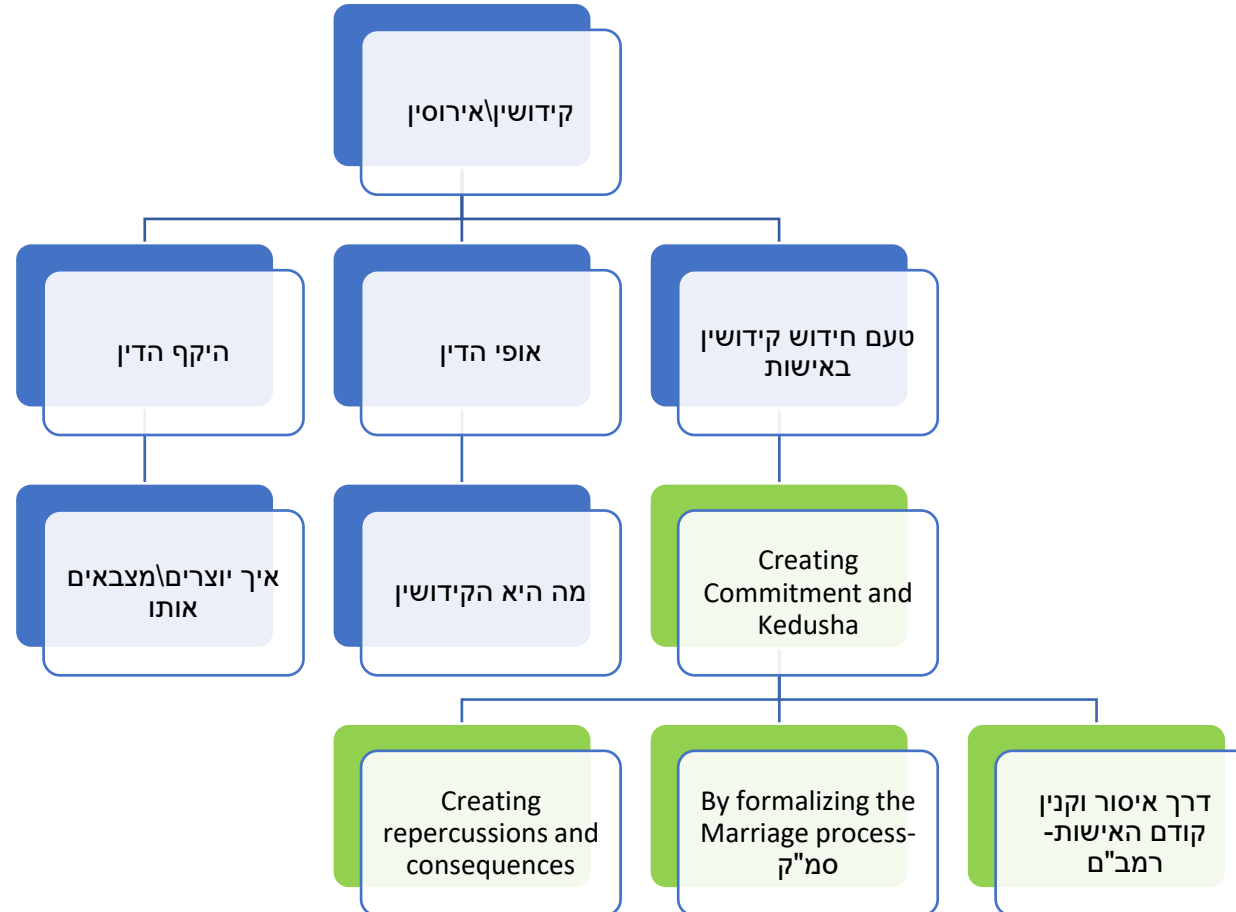 קידושין\אירוסין
טעם חידוש קידושין
באישות
אופי הדין
היקף הדין
Creating
Commitment and
Kedusha
מה היא הקידושין
איך יוצרים\מצבאים
אותו
דרך איסור וקנין
קודם האישות-
רמב"ם
By formalizing the
Marriage process-
סמ"ק
Creating
repercussions and
consequences